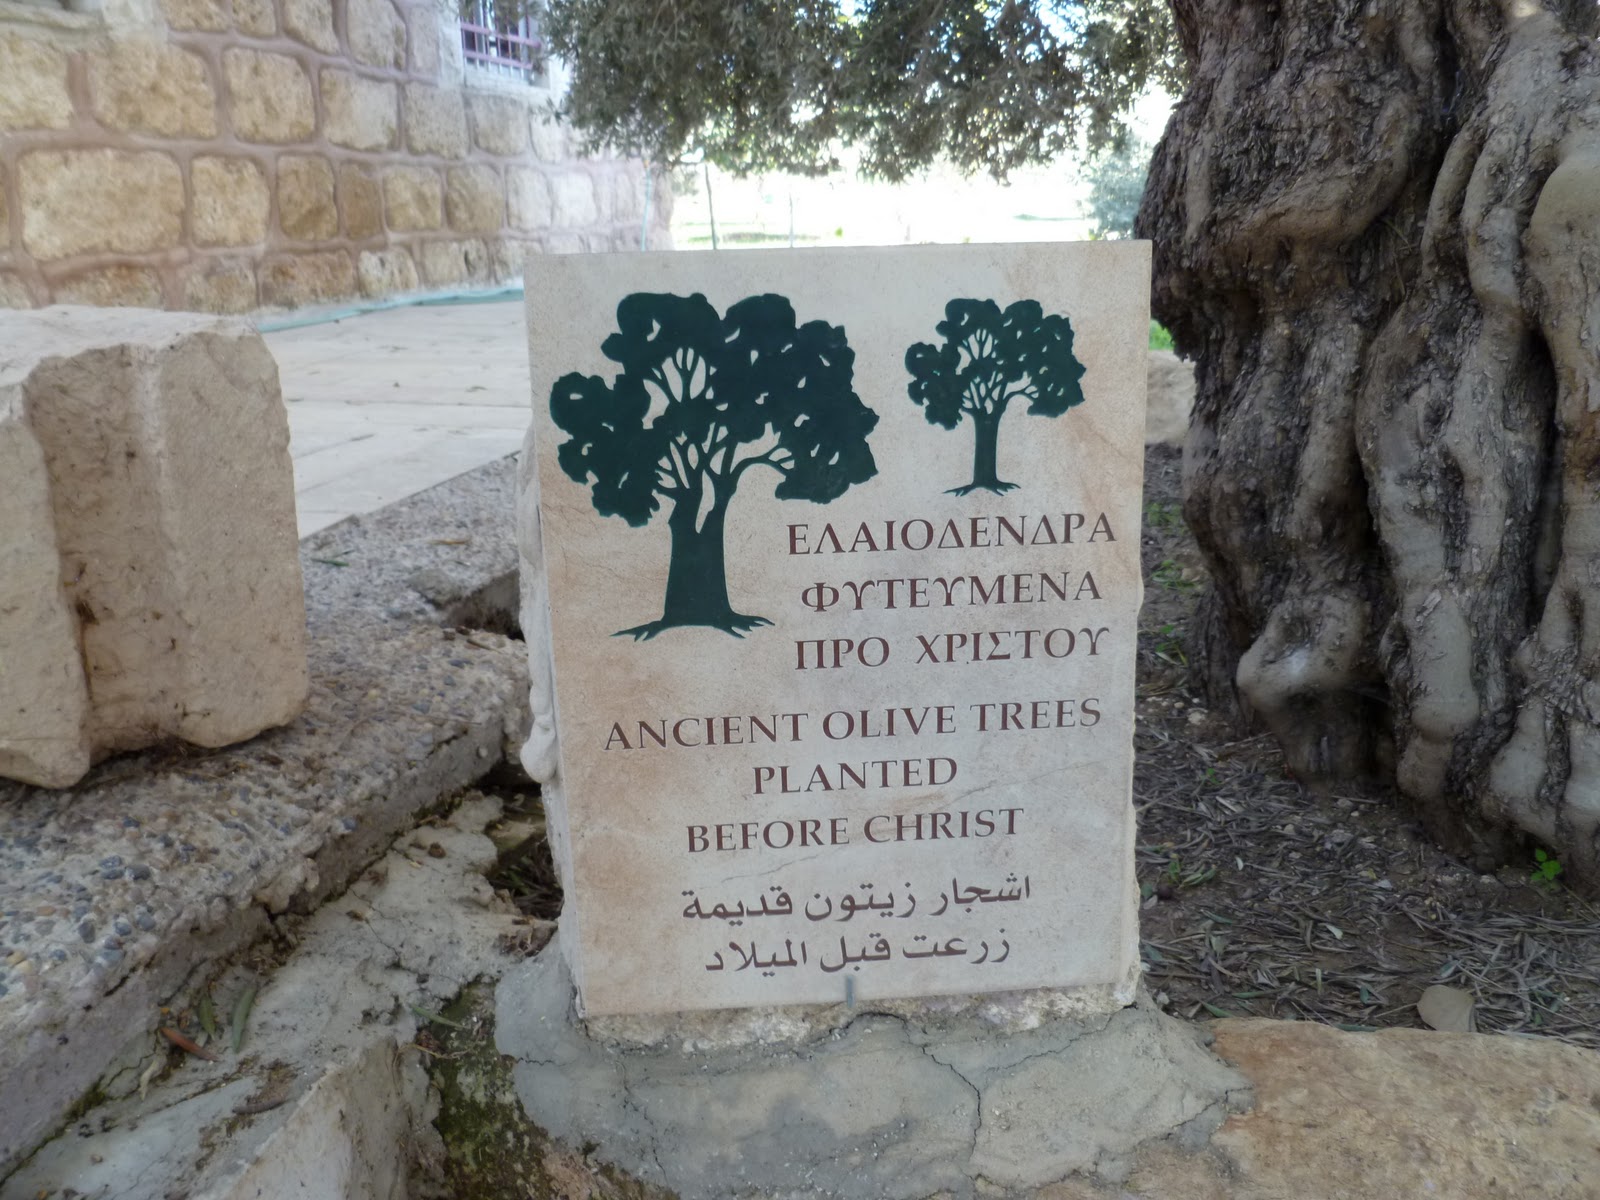 ΕΛΑΙΟΔΕΝΔΡΑ
ΦΥΤΕΥΜΕΝΑ
ΠΡΟ ΧΡΙΣΤΟΥ
ANCIENT OLIVE TREES
PLANTED
BEFORE CHRIST
اشجار زيتون قديمة
زرعت قبل الميلاد